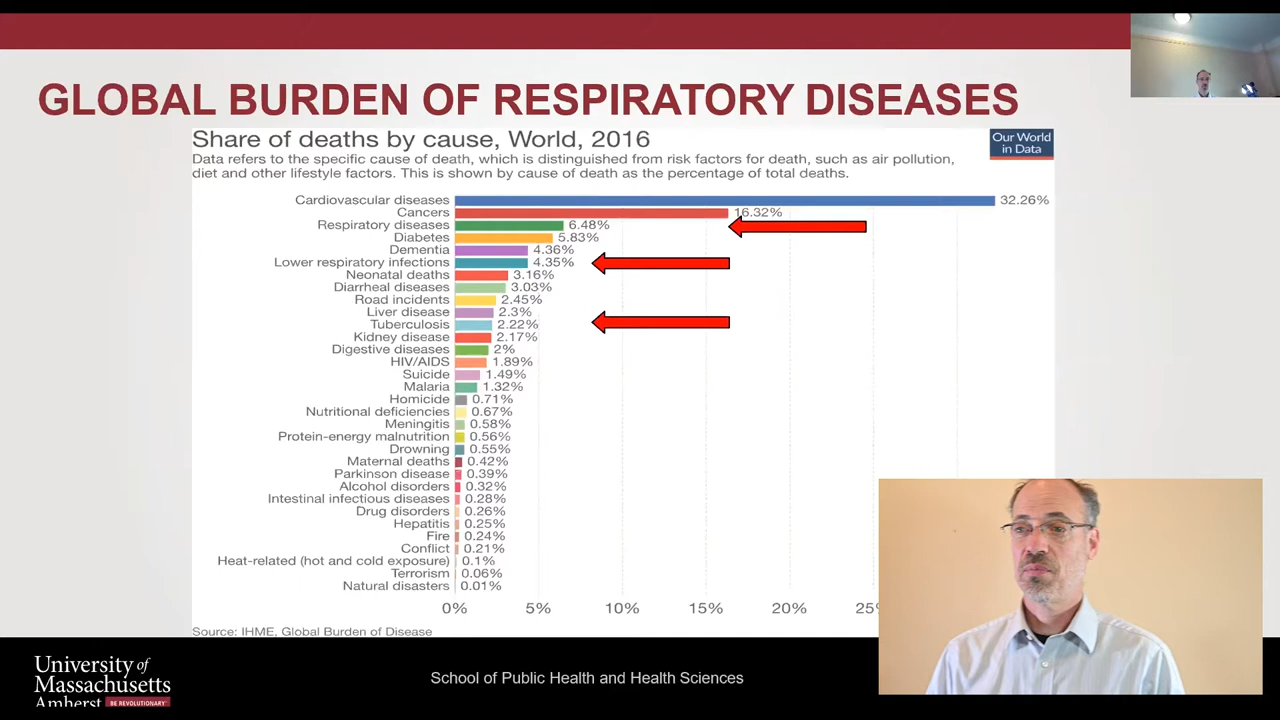 GLOBAL BURDEN OF RESPIRATORY DISEASES
Share of deaths by cause, World, 2016
Our World
in Data
Data refers to the specific cause of death, which is distinguished from risk factors for death, such as air pollution,
diet and other lifestyle factors. This is shown by cause of death as the percentage of total deaths.
Cardiovascular diseases 32.26%
Cancers 16.32%
Respiratory diseases 6.48%
Diabetes 5.83%
Dementia 4.36%
Lower respiratory infections 4.35%
Neonatal deaths 3.16%
Diarrheal diseases 3.03%
Road incidents 2.45%
Liver disease 2.3%
Tuberculosis 2.22%
Kidney disease 2.17%
Digestive diseases 2%
HIV/AIDS 1.89%
Suicide 1.49%
Malaria 1.32%
Homicide 0.71%
Nutritional deficiencies 0.67%
Meningitis 0.58%
Protein-energy malnutrition 0.56%
Drowning 0.55%
Maternal deaths 0.42%
Parkinson disease 0.39%
Alcohol disorders 0.32%
Intestinal infectious diseases 0.28%
Drug disorders 0.26%
Hepatitis 0.25%
Fire 0.24%
Conflict 0.21%
Heat-related (hot and cold exposure) 0.1%
Terrorism 0.06%
Natural disasters 0.01%
0% 5% 10% 15% 20% 25
Source: IHME, Global Burden of Disease
University of
Massachusetts
Amherst BE REVOLUTIONARY
School of Public Health and Health Sciences